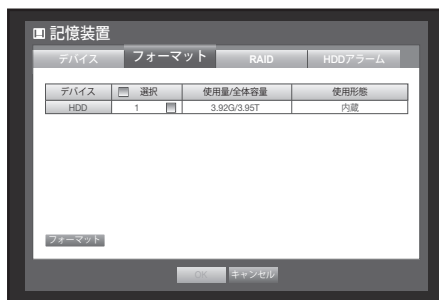 記憶装置
デバイス フォーマット RAID HDDアラーム
デバイス 選択 使用量/全体容量 使用形態
HDD 1 3.92G/3.95T 内蔵
フォーマット
OK キャンセル